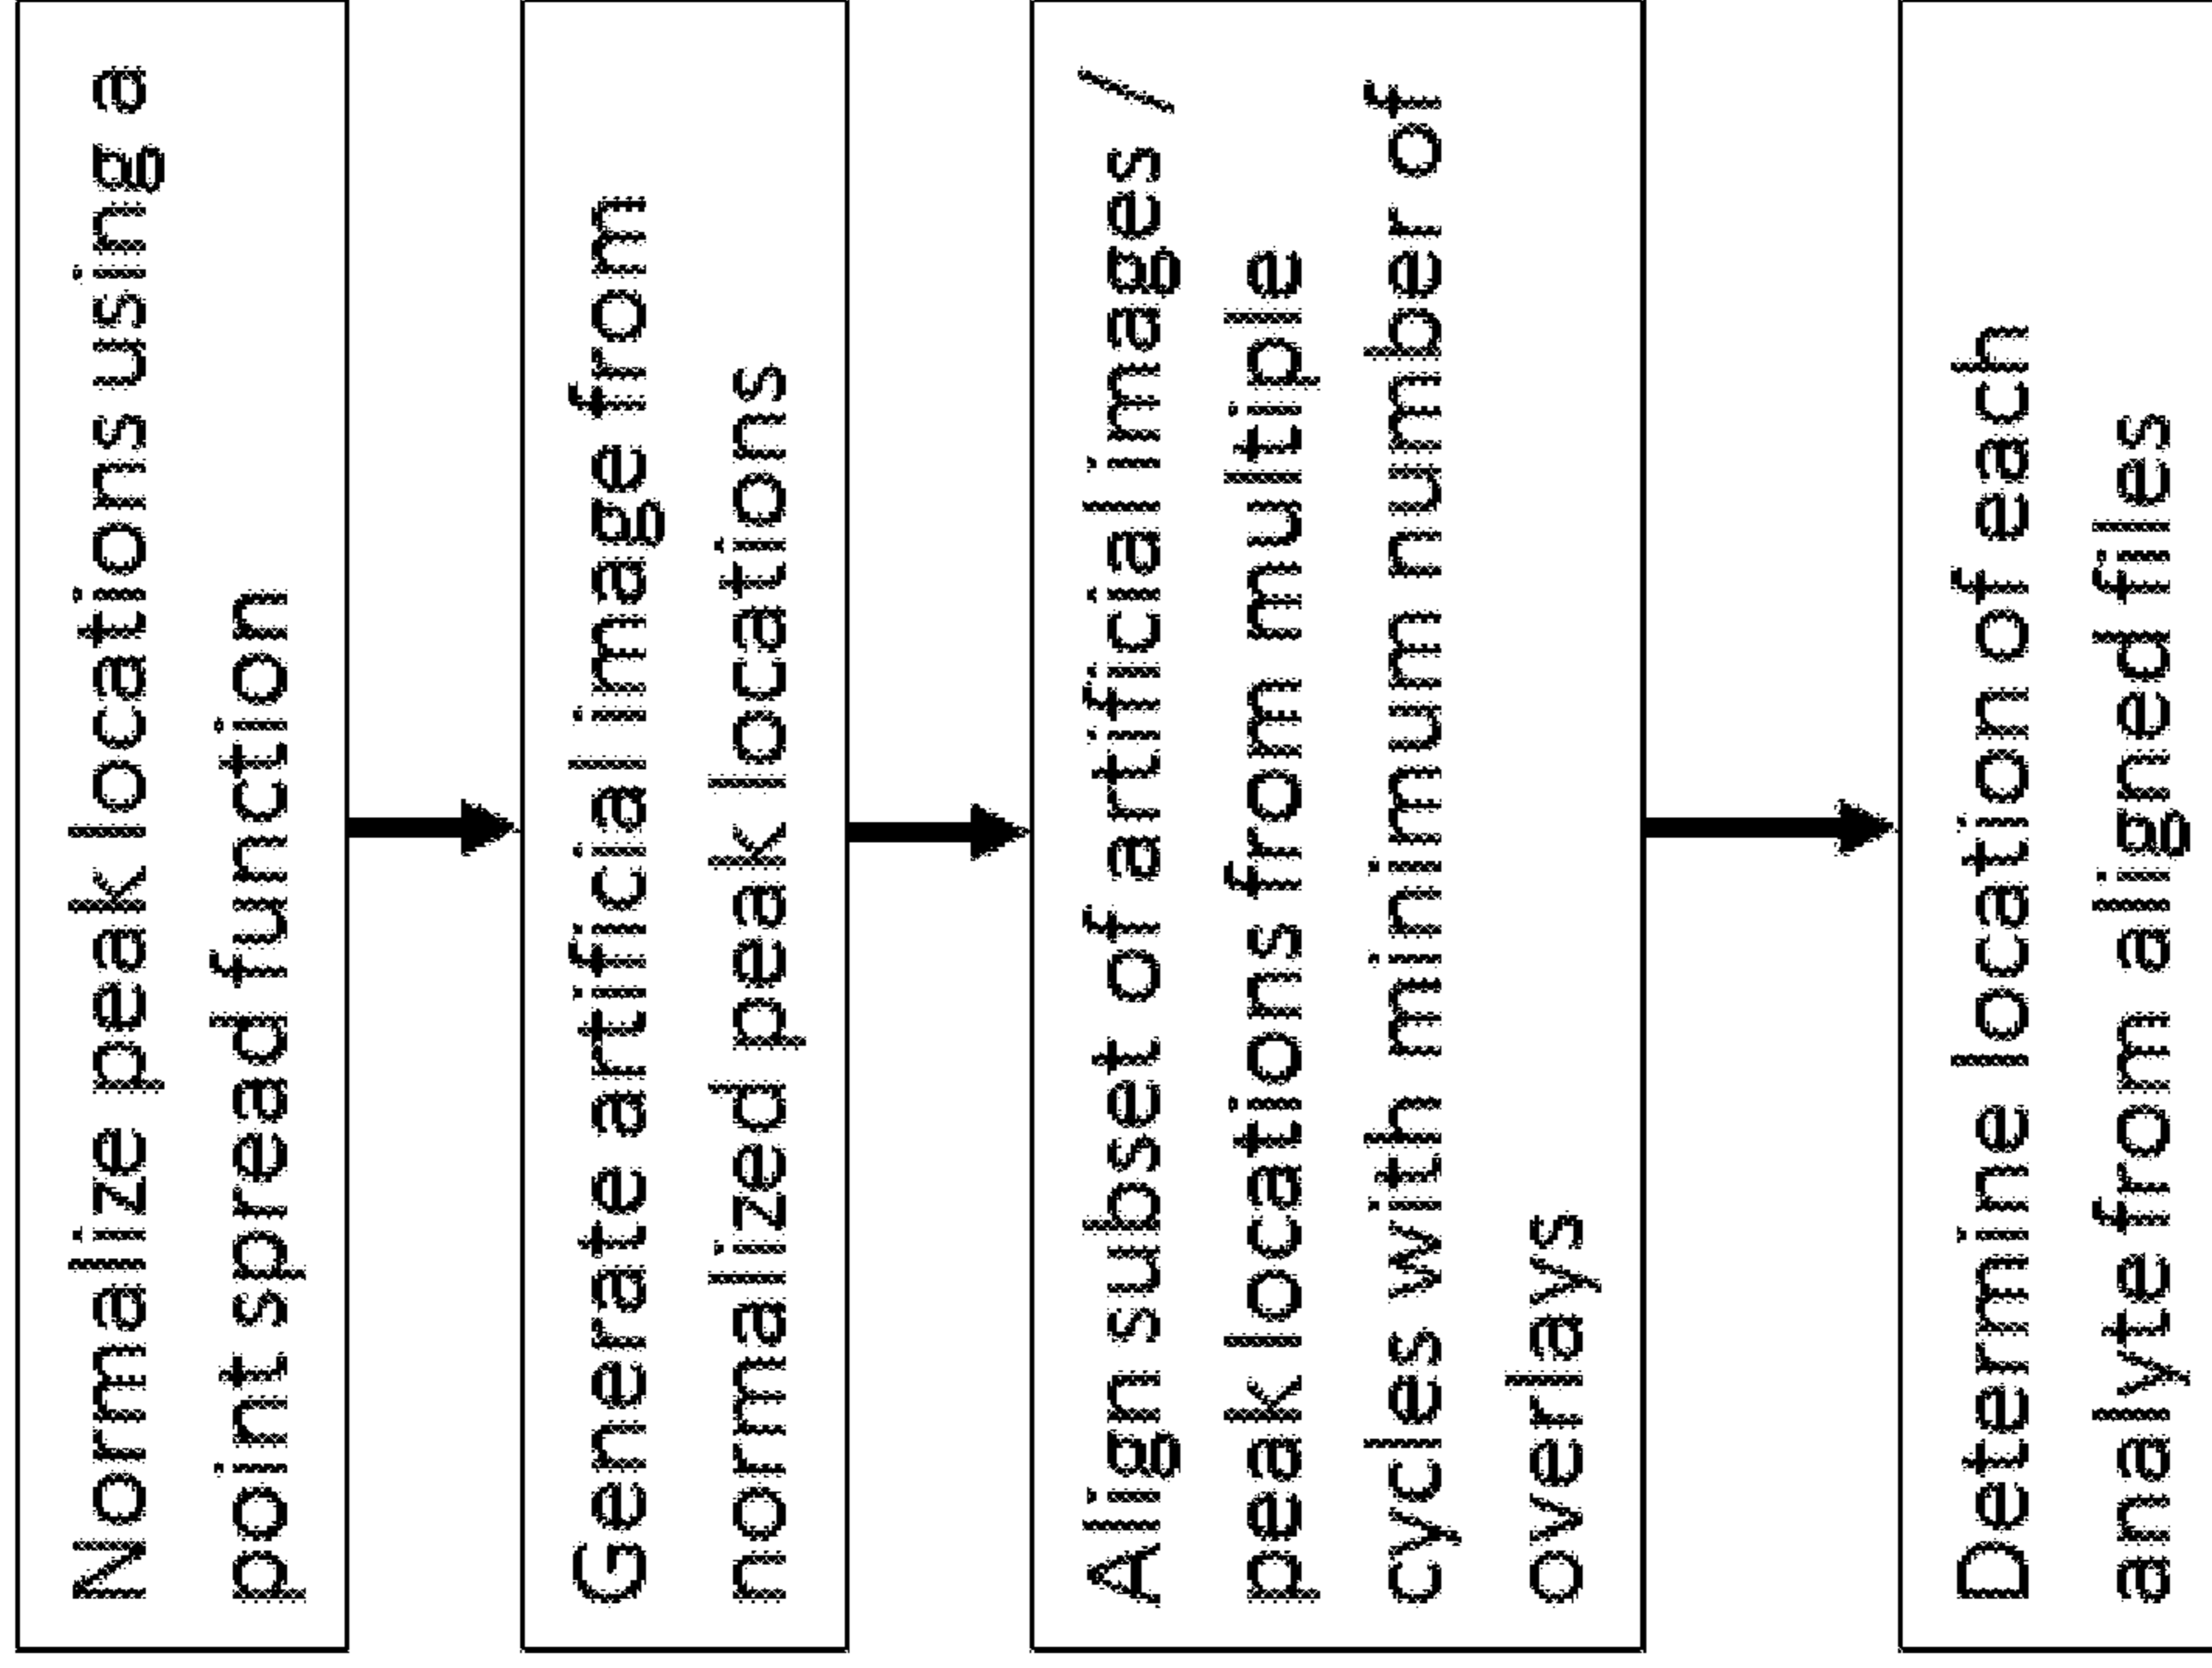 Normalize peak locations using a
point spread function
Generate artificial image from
normalized peak locations
Align subset of artificial images /
peak locations from multiple
cycles with minimum number of
overlays
Determine location of each
analyte from aligned files